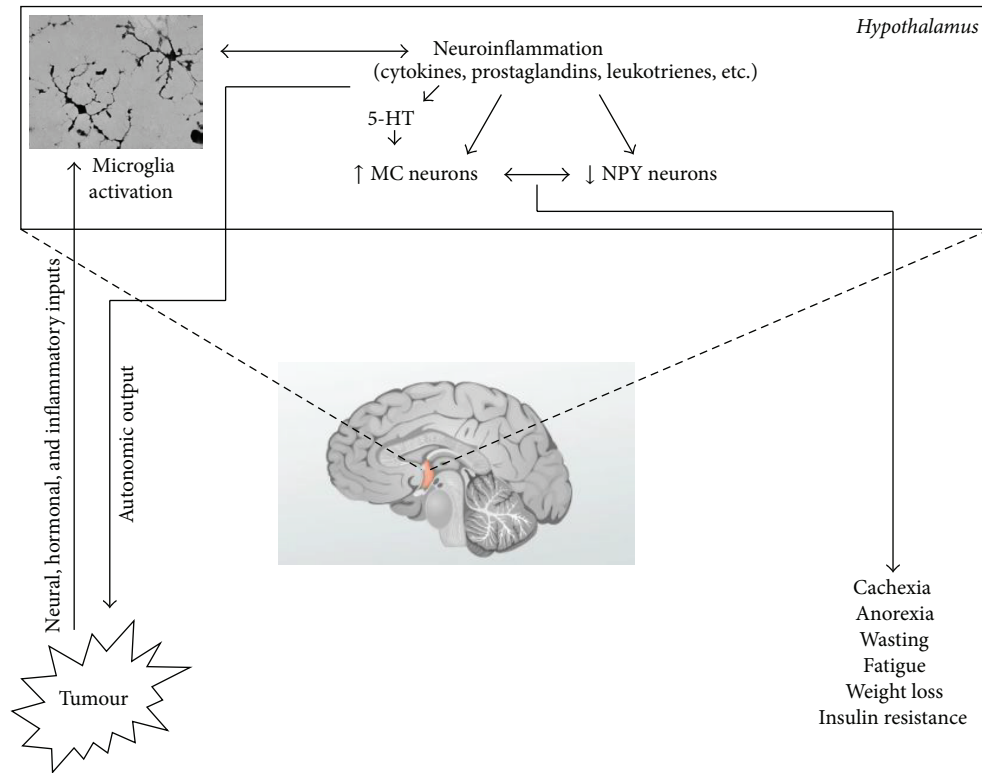 Hypothalamus
Neuroinflammation
(cytokines, prostaglandins, leukotrienes, etc.)
5-HT
↑ MC neurons
↓ NPY neurons
Microglia
activation
Neural, hormonal, and inflammatory inputs
Autonomic output
Tumour
Cachexia
Anorexia
Wasting
Fatigue
Weight loss
Insulin resistance